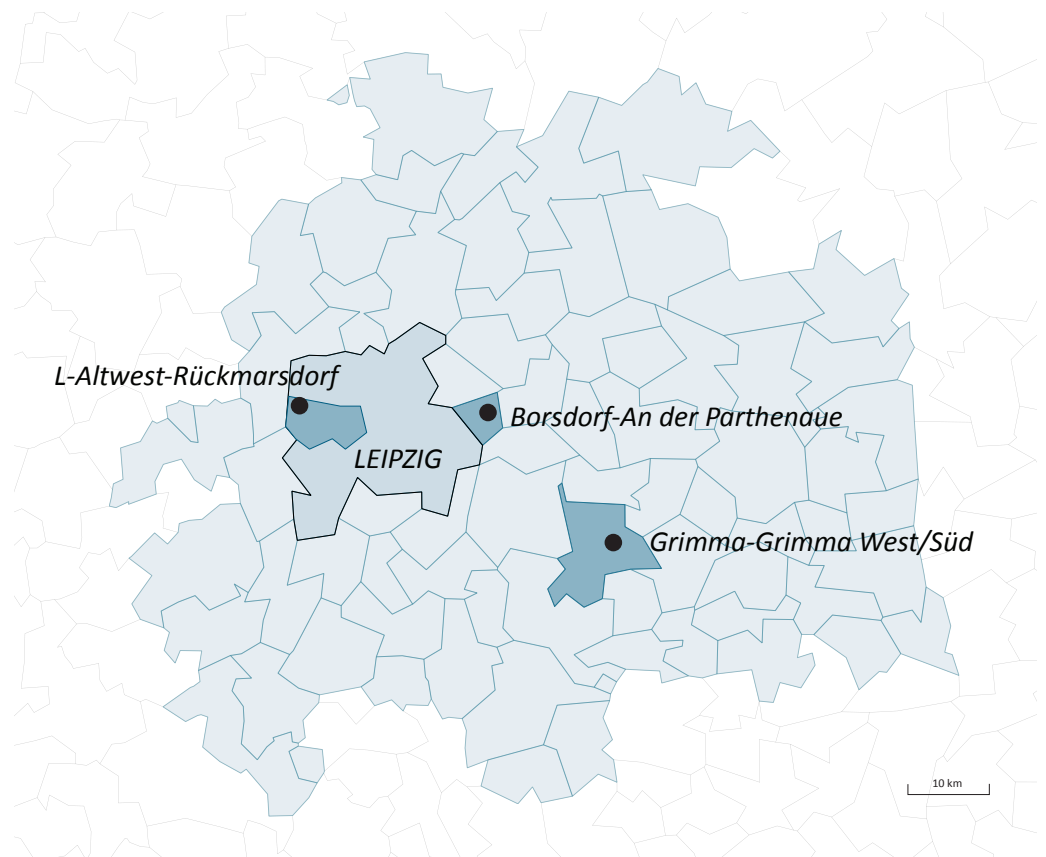 L-Altwest-Rückmarsdorf
Borsdorf-An der Parthenaue
LEIPZIG
Grimma-Grimma West/Süd
10 km